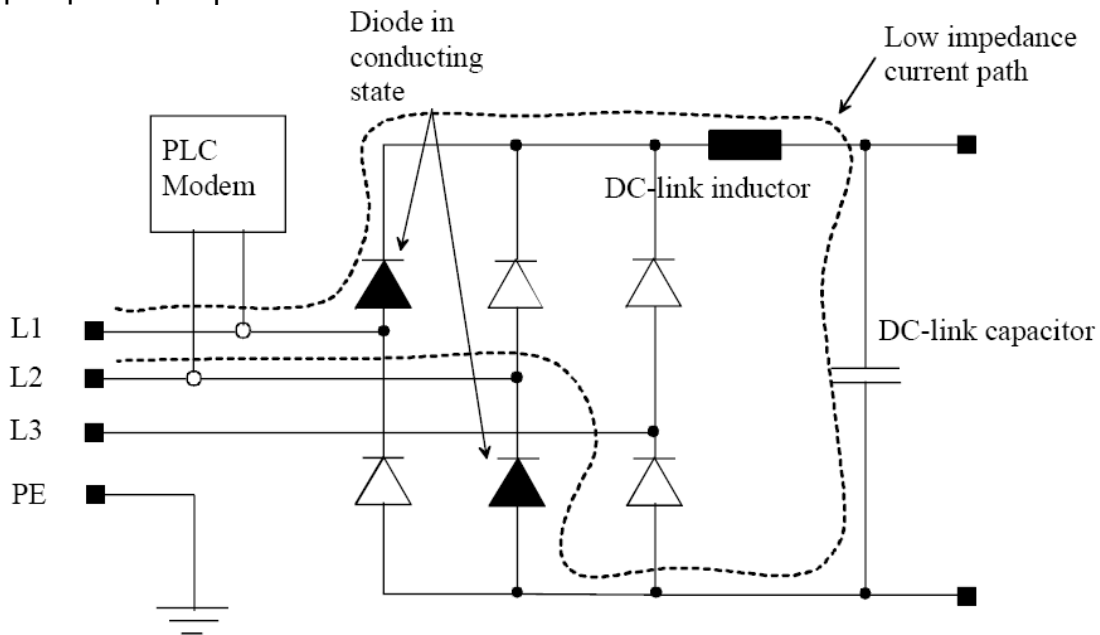 Diode in
conducting
state
Low impedance
current path
PLC
Modem
DC-link inductor
L1
DC-link capacitor
L2
L3
PE